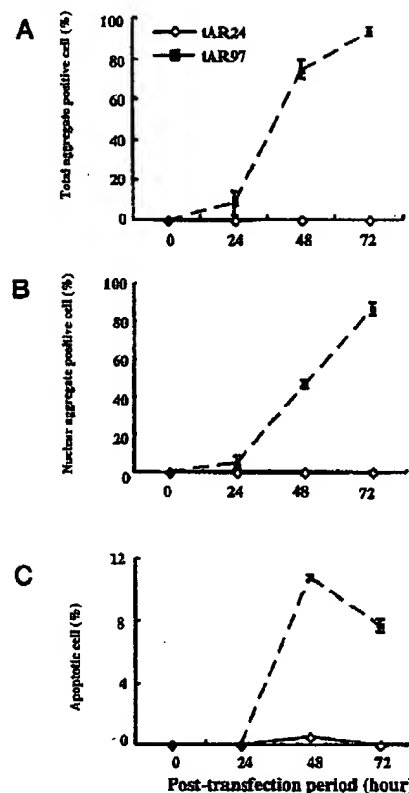 A
tAR24
tAR97
Total aggregate positive cell (%)
100
80
60
40
20
0
0 24 48 72
B
Nuclear aggregate positive cell (%)
100
80
60
40
20
0
0 24 48 72
C
Apoptotic cell (%)
12
8
4
0
0 24 48 72
Post-transfection period (hour)